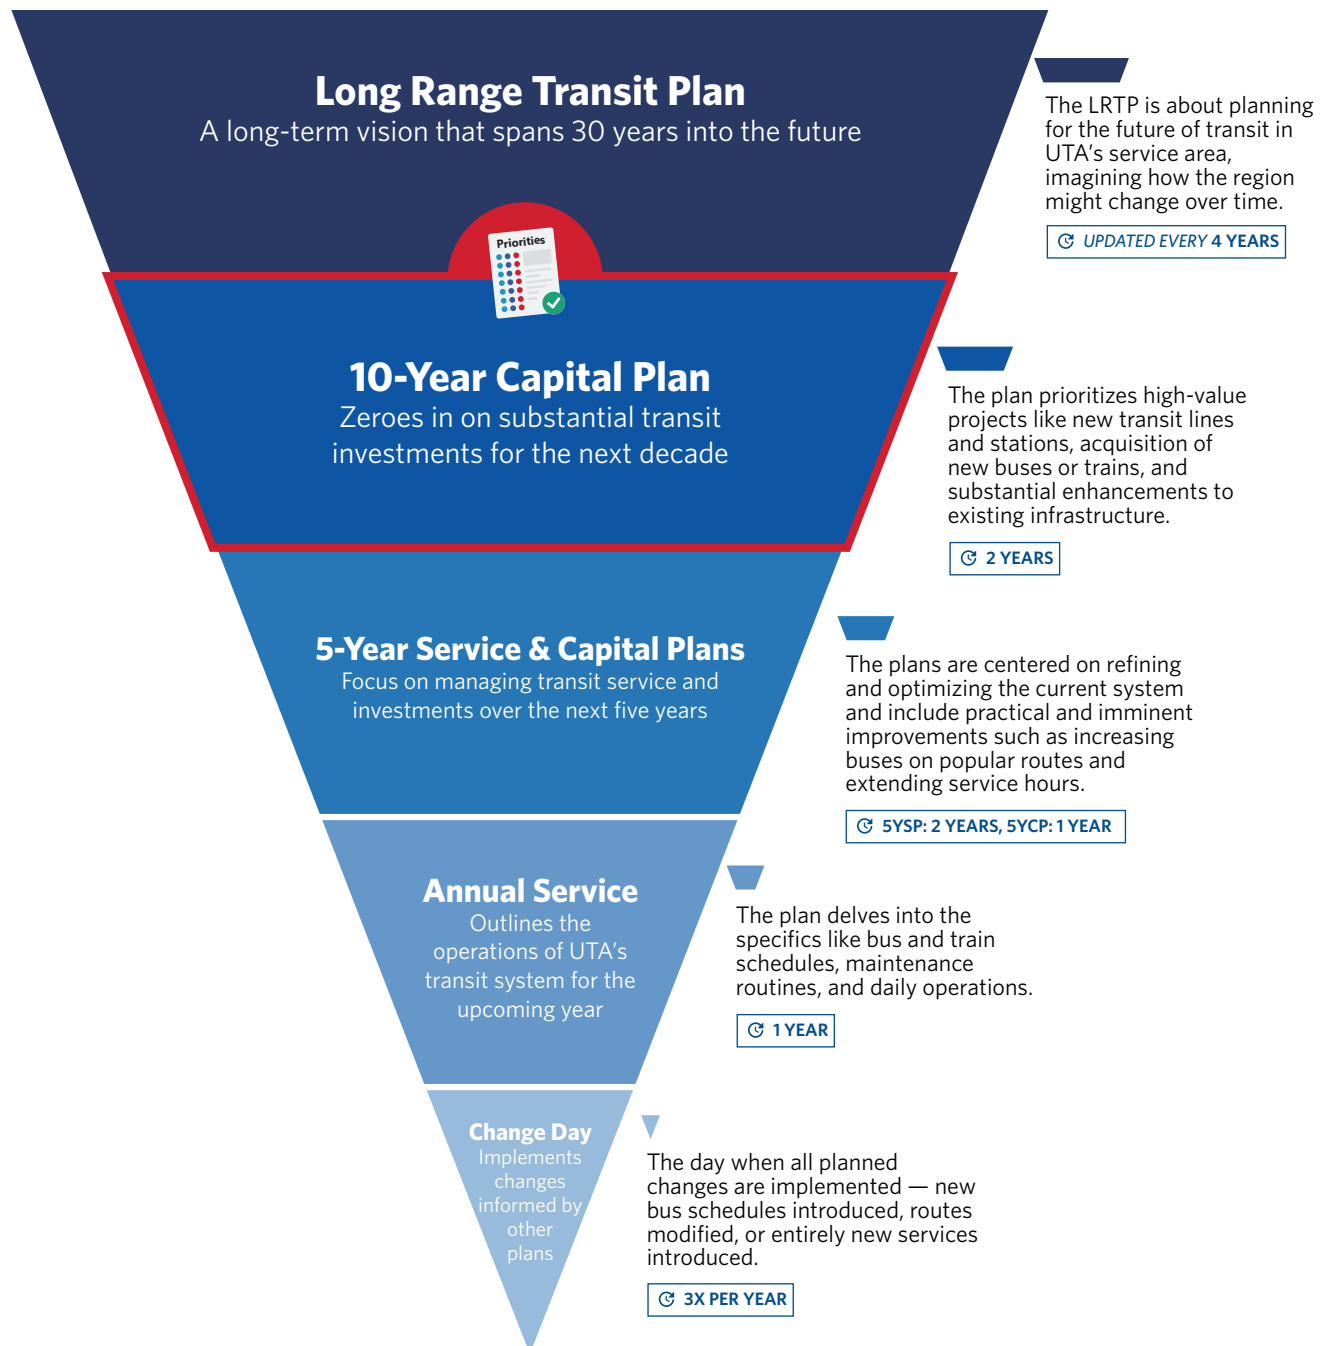 Long Range Transit Plan
A long-term vision that spans 30 years into the future
The LRTP is about planning
for the future of transit in
UTA's service area,
imagining how the region
might change over time.
UPDATED EVERY 4 YEARS
Priorities
10-Year Capital Plan
Zeroes in on substantial transit
investments for the next decade
The plan prioritizes high-value
projects like new transit lines
and stations, acquisition of
new buses or trains, and
substantial enhancements to
existing infrastructure.
2 YEARS
5-Year Service & Capital Plans
Focus on managing transit service and
investments over the next five years
The plans are centered on refining
and optimizing the current system
and include practical and imminent
improvements such as increasing
buses on popular routes and
extending service hours.
5YSP: 2 YEARS, 5YCP: 1 YEAR
Annual Service
Outlines the
operations of UTA's
transit system for the
upcoming year
The plan delves into the
specifics like bus and train
schedules, maintenance
routines, and daily operations.
1 YEAR
Change Day
Implements
changes
informed by
other
plans
The day when all planned
changes are implemented — new
bus schedules introduced, routes
modified, or entirely new services
introduced.
3X PER YEAR